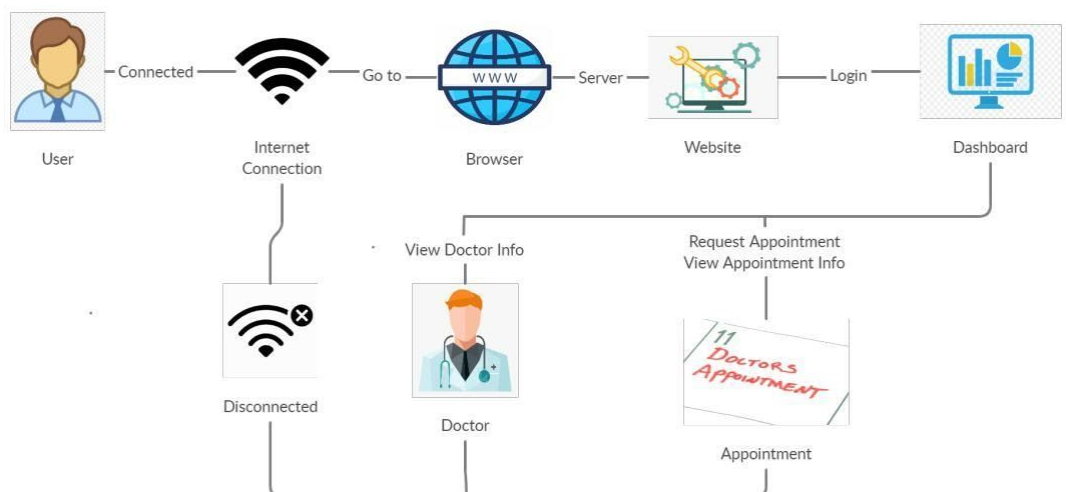 Connected
Go to
WWW
Server
Login
User
Internet
Connection
Browser
Website
Dashboard
View Doctor Info
Request Appointment
View Appointment Info
11
DOCTORS
APPOINTMENT
Disconnected
Doctor
Appointment